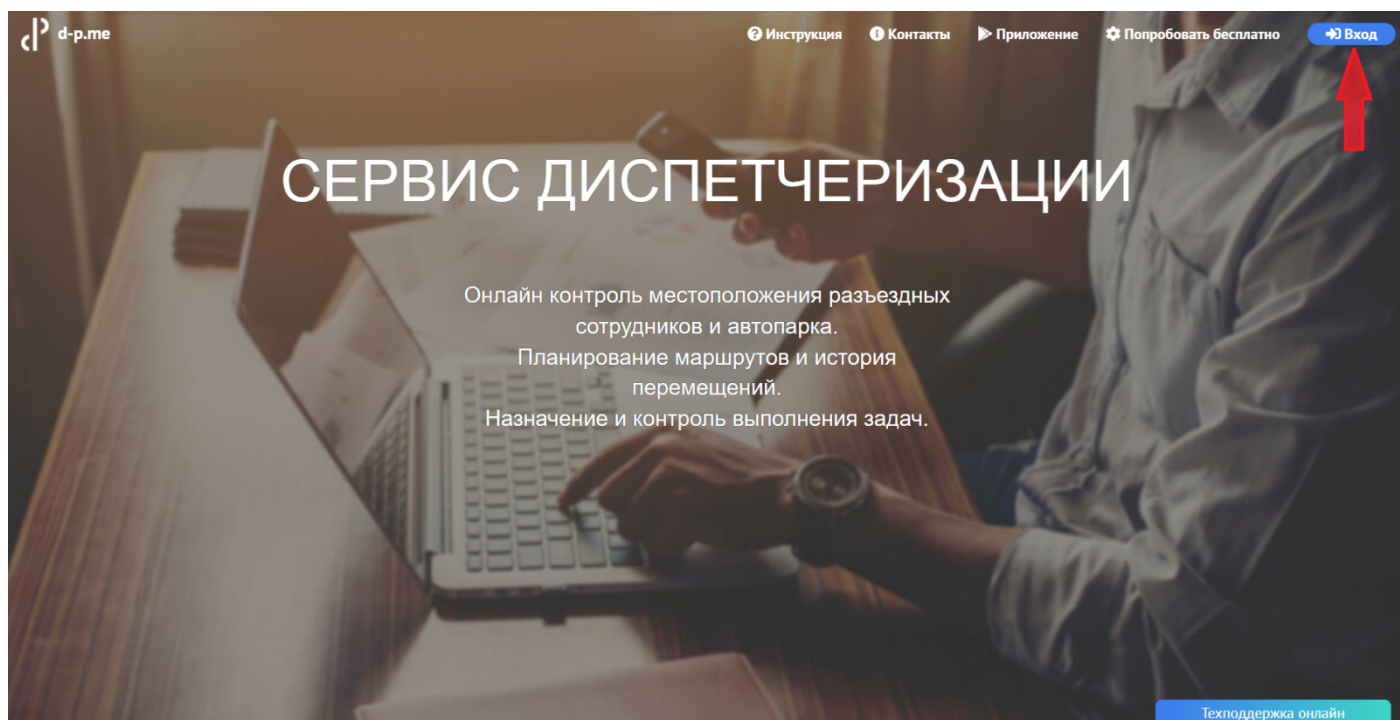 d-p.me
Инструкция
Контакты
Приложение
Попробовать бесплатно
Вход
СЕРВИС ДИСПЕТЧЕРИЗАЦИИ
Онлайн контроль местоположения разъездных
сотрудников и автопарка.
Планирование маршрутов и история
перемещений.
Назначение и контроль выполнения задач.
Техподдержка онлайн